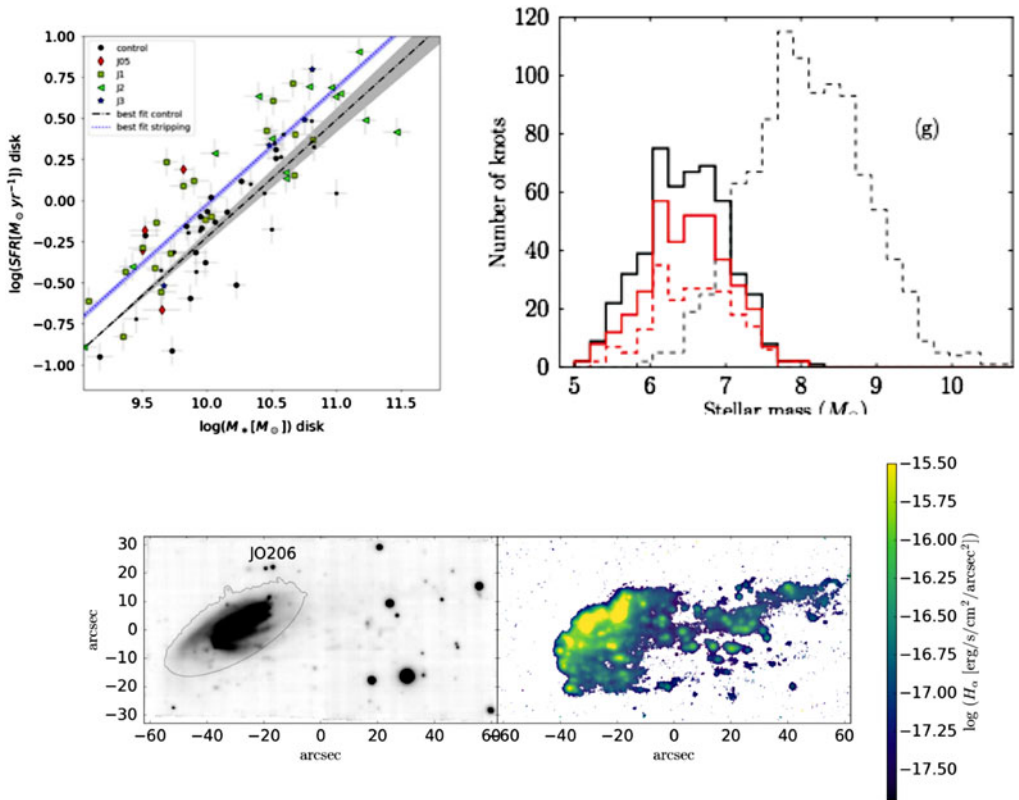 1.00
0.75
0.50
0.25
0.00
−0.25
−0.50
−0.75
−1.00
log(SFR[M⊙ yr⁻¹]) disk
control
J05
J1
J2
J3
best fit control
best fit stripping
9.5 10.0 10.5 11.0 11.5
log(M*[M⊙]) disk
120
100
80
60
40
20
0
Number of knots
(g)
5 6 7 8 9 10
Stellar mass (M⊙)
JO206
30
20
10
0
−10
−20
−30
arcsec
−60 −40 −20 0 20 40 60
arcsec
−60 −40 −20 0 20 40 60
arcsec
−15.50
−15.75
−16.00
−16.25
−16.50
−16.75
−17.00
−17.25
−17.50
log (Hα [erg/s/cm²/arcsec²])